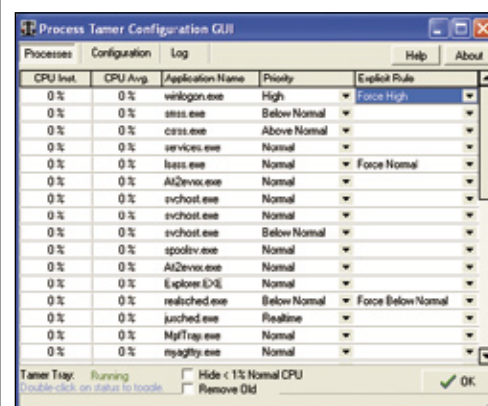 Process Tamer Configuration GUI
Processes Configuration Log Help About
CPU Inst. CPU Avg. Application Name Priority Explicit Rule
0 % 0 % winlogon.exe High Force High
0 % 0 % smss.exe Below Normal
0 % 0 % csrss.exe Above Normal
0 % 0 % services.exe Normal
0 % 0 % lsass.exe Normal Force Normal
0 % 0 % Ati2evxx.exe Normal
0 % 0 % svchost.exe Normal
0 % 0 % svchost.exe Normal
0 % 0 % svchost.exe Below Normal
0 % 0 % spoolsv.exe Normal
0 % 0 % Ati2evxx.exe Normal
0 % 0 % Explorer.EXE Normal
0 % 0 % realsched.exe Below Normal Force Below Normal
0 % 0 % jusched.exe Realtime
0 % 0 % MpfTray.exe Normal
0 % 0 % Normal
Tamer Tray: Running Hide < 1% Normal CPU
Double-click on status to toggle. Remove Old OK